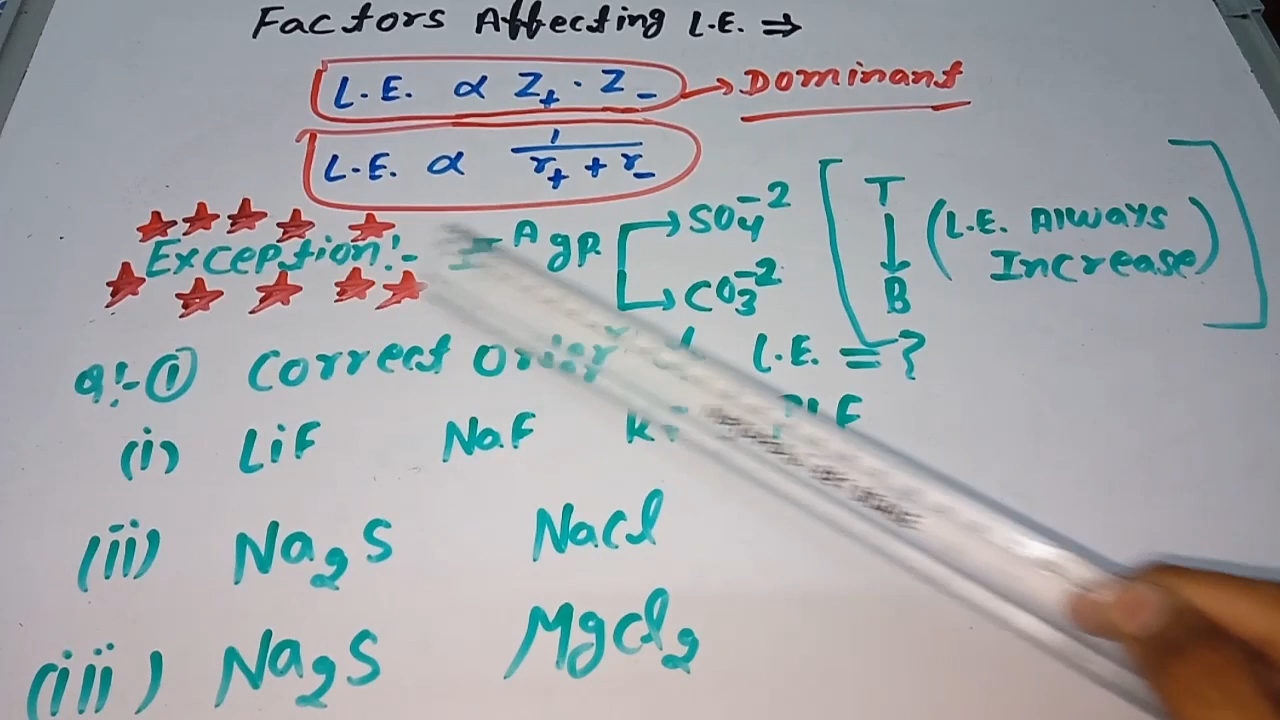 Factors Affecting L.E. ⇒
L.E. α Z+ . Z- → Dominant
L.E. α 1/(r+ + r-)
Exception:- I-A gp. → SO4^-2 [T ↓ B (L.E. Always Increase)]
→ CO3^-2
Q:- ① Correct L.E. = ?
(i) LiF NaF
(ii) Na2S NaCl
(iii) Na2S MgCl2